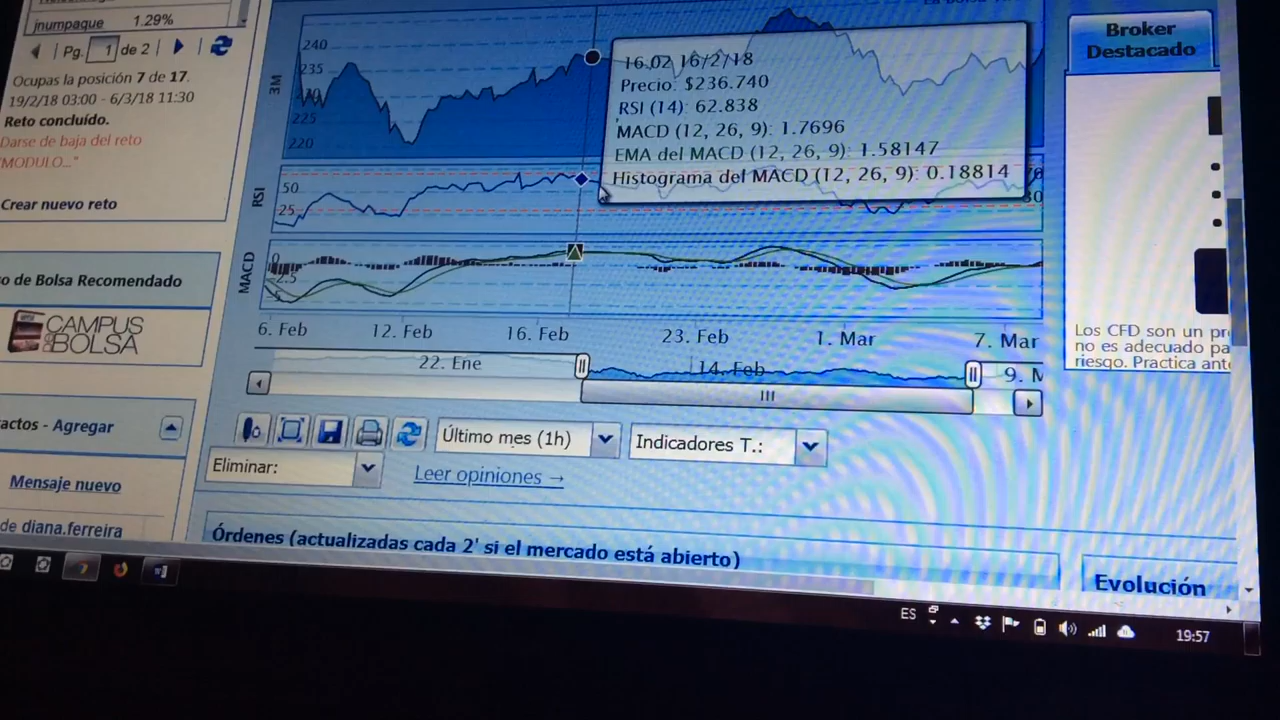 jnumpaque 1.29%
Pg. 1 de 2
Ocupas la posición 7 de 17.
19/2/18 03:00 - 6/3/18 11:30
Reto concluído.
Darse de baja del reto
"MODULO..."
Crear nuevo reto
o de Bolsa Recomendado
CAMPUS
DE BOLSA
actos - Agregar
Mensaje nuevo
de diana.ferreira
3M
240
235
225
220
16:02 16/2/18
Precio: $236.740
RSI (14): 62.838
MACD (12, 26, 9): 1.7696
EMA del MACD (12, 26, 9): 1.58147
Histograma del MACD (12, 26, 9): 0.18814
RSI
50
25
70
30
MACD
0
-2.5
6. Feb
12. Feb
16. Feb
23. Feb
1. Mar
7. Mar
22. Ene
14. Feb
9. M
Último mes (1h)
Indicadores T.:
Eliminar:
Leer opiniones →
Órdenes (actualizadas cada 2' si el mercado está abierto)
Broker
Destacado
Los CFD son un pr
no es adecuado pa
riesgo. Practica ant
Evolución
ES
19:57